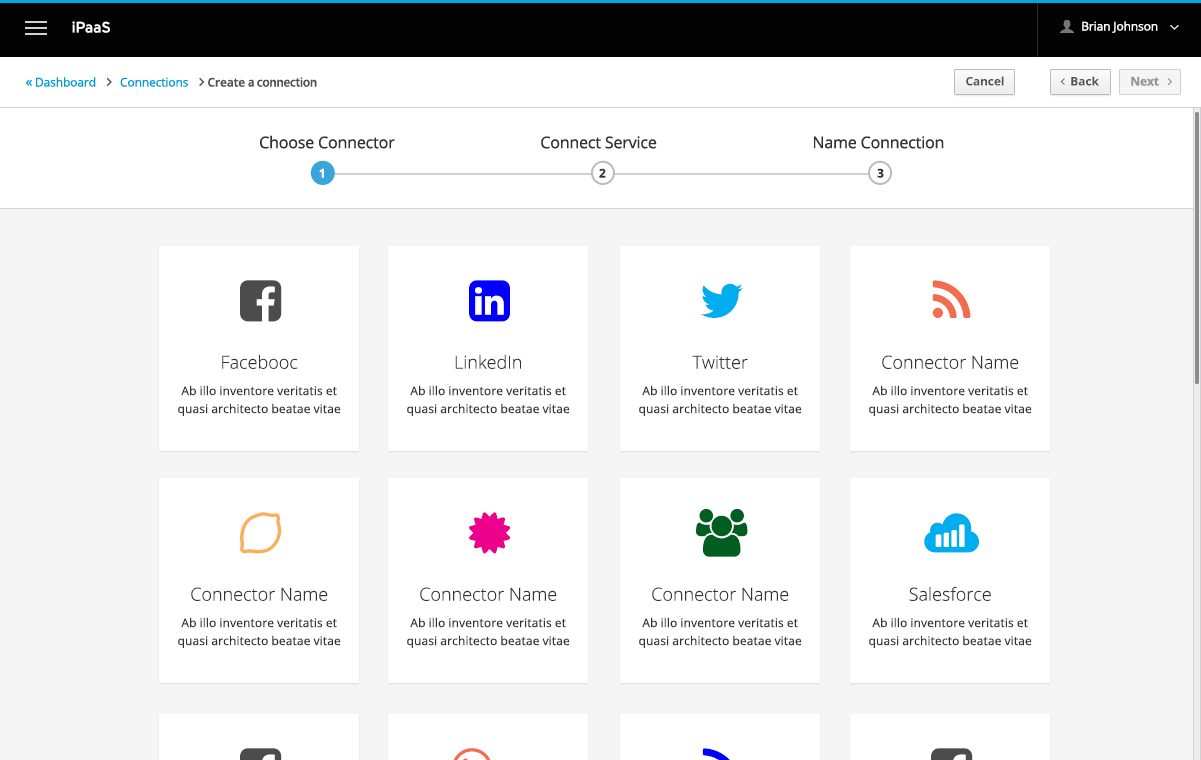 iPaaS
Brian Johnson
« Dashboard > Connections > Create a connection
Cancel
‹ Back
Next ›
Choose Connector
Connect Service
Name Connection
1
2
3
Facebooc
Ab illo inventore veritatis et
quasi architecto beatae vitae
LinkedIn
Ab illo inventore veritatis et
quasi architecto beatae vitae
Twitter
Ab illo inventore veritatis et
quasi architecto beatae vitae
Connector Name
Ab illo inventore veritatis et
quasi architecto beatae vitae
Connector Name
Ab illo inventore veritatis et
quasi architecto beatae vitae
Connector Name
Ab illo inventore veritatis et
quasi architecto beatae vitae
Connector Name
Ab illo inventore veritatis et
quasi architecto beatae vitae
Salesforce
Ab illo inventore veritatis et
quasi architecto beatae vitae